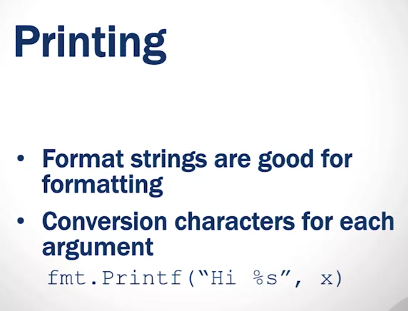 Printing
• Format strings are good for
formatting
• Conversion characters for each
argument
fmt.Printf(“Hi %s”, x)